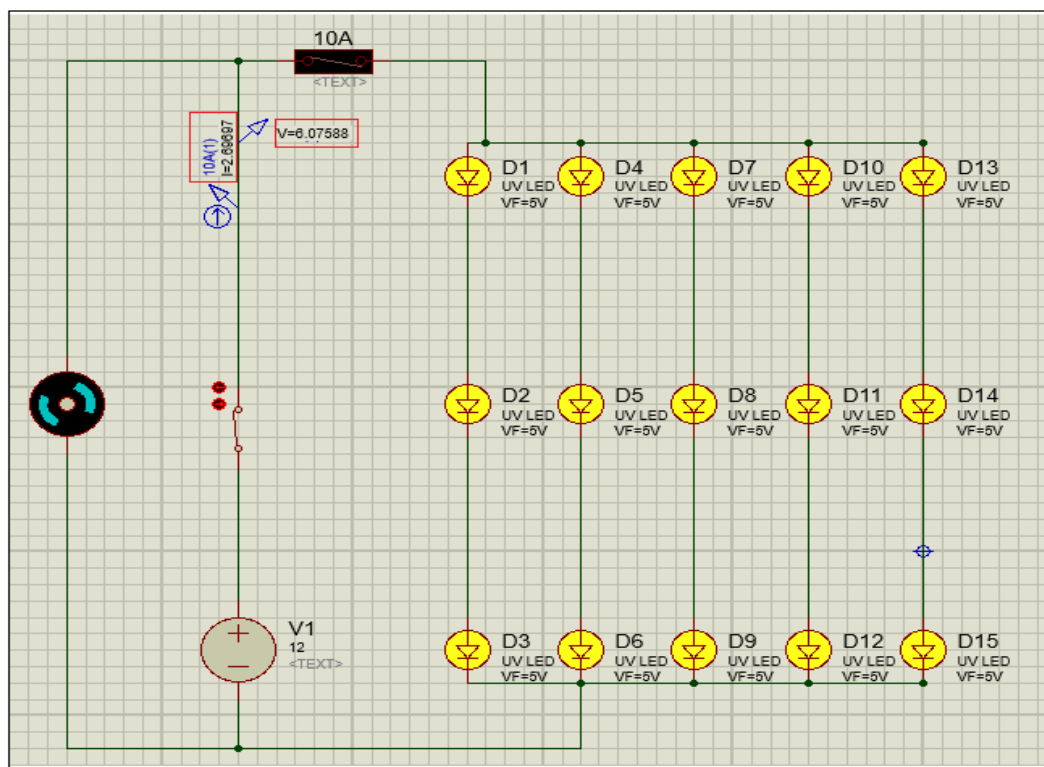 10A
<TEXT>
10A(1)
I=2.69697
V=6.07588
D1
UV LED
VF=5V
D4
UV LED
VF=5V
D7
UV LED
VF=5V
D10
UV LED
VF=5V
D13
UV LED
VF=5V
D2
UV LED
VF=5V
D5
UV LED
VF=5V
D8
UV LED
VF=5V
D11
UV LED
VF=5V
D14
UV LED
VF=5V
V1
12
<TEXT>
D3
UV LED
VF=5V
D6
UV LED
VF=5V
D9
UV LED
VF=5V
D12
UV LED
VF=5V
D15
UV LED
VF=5V